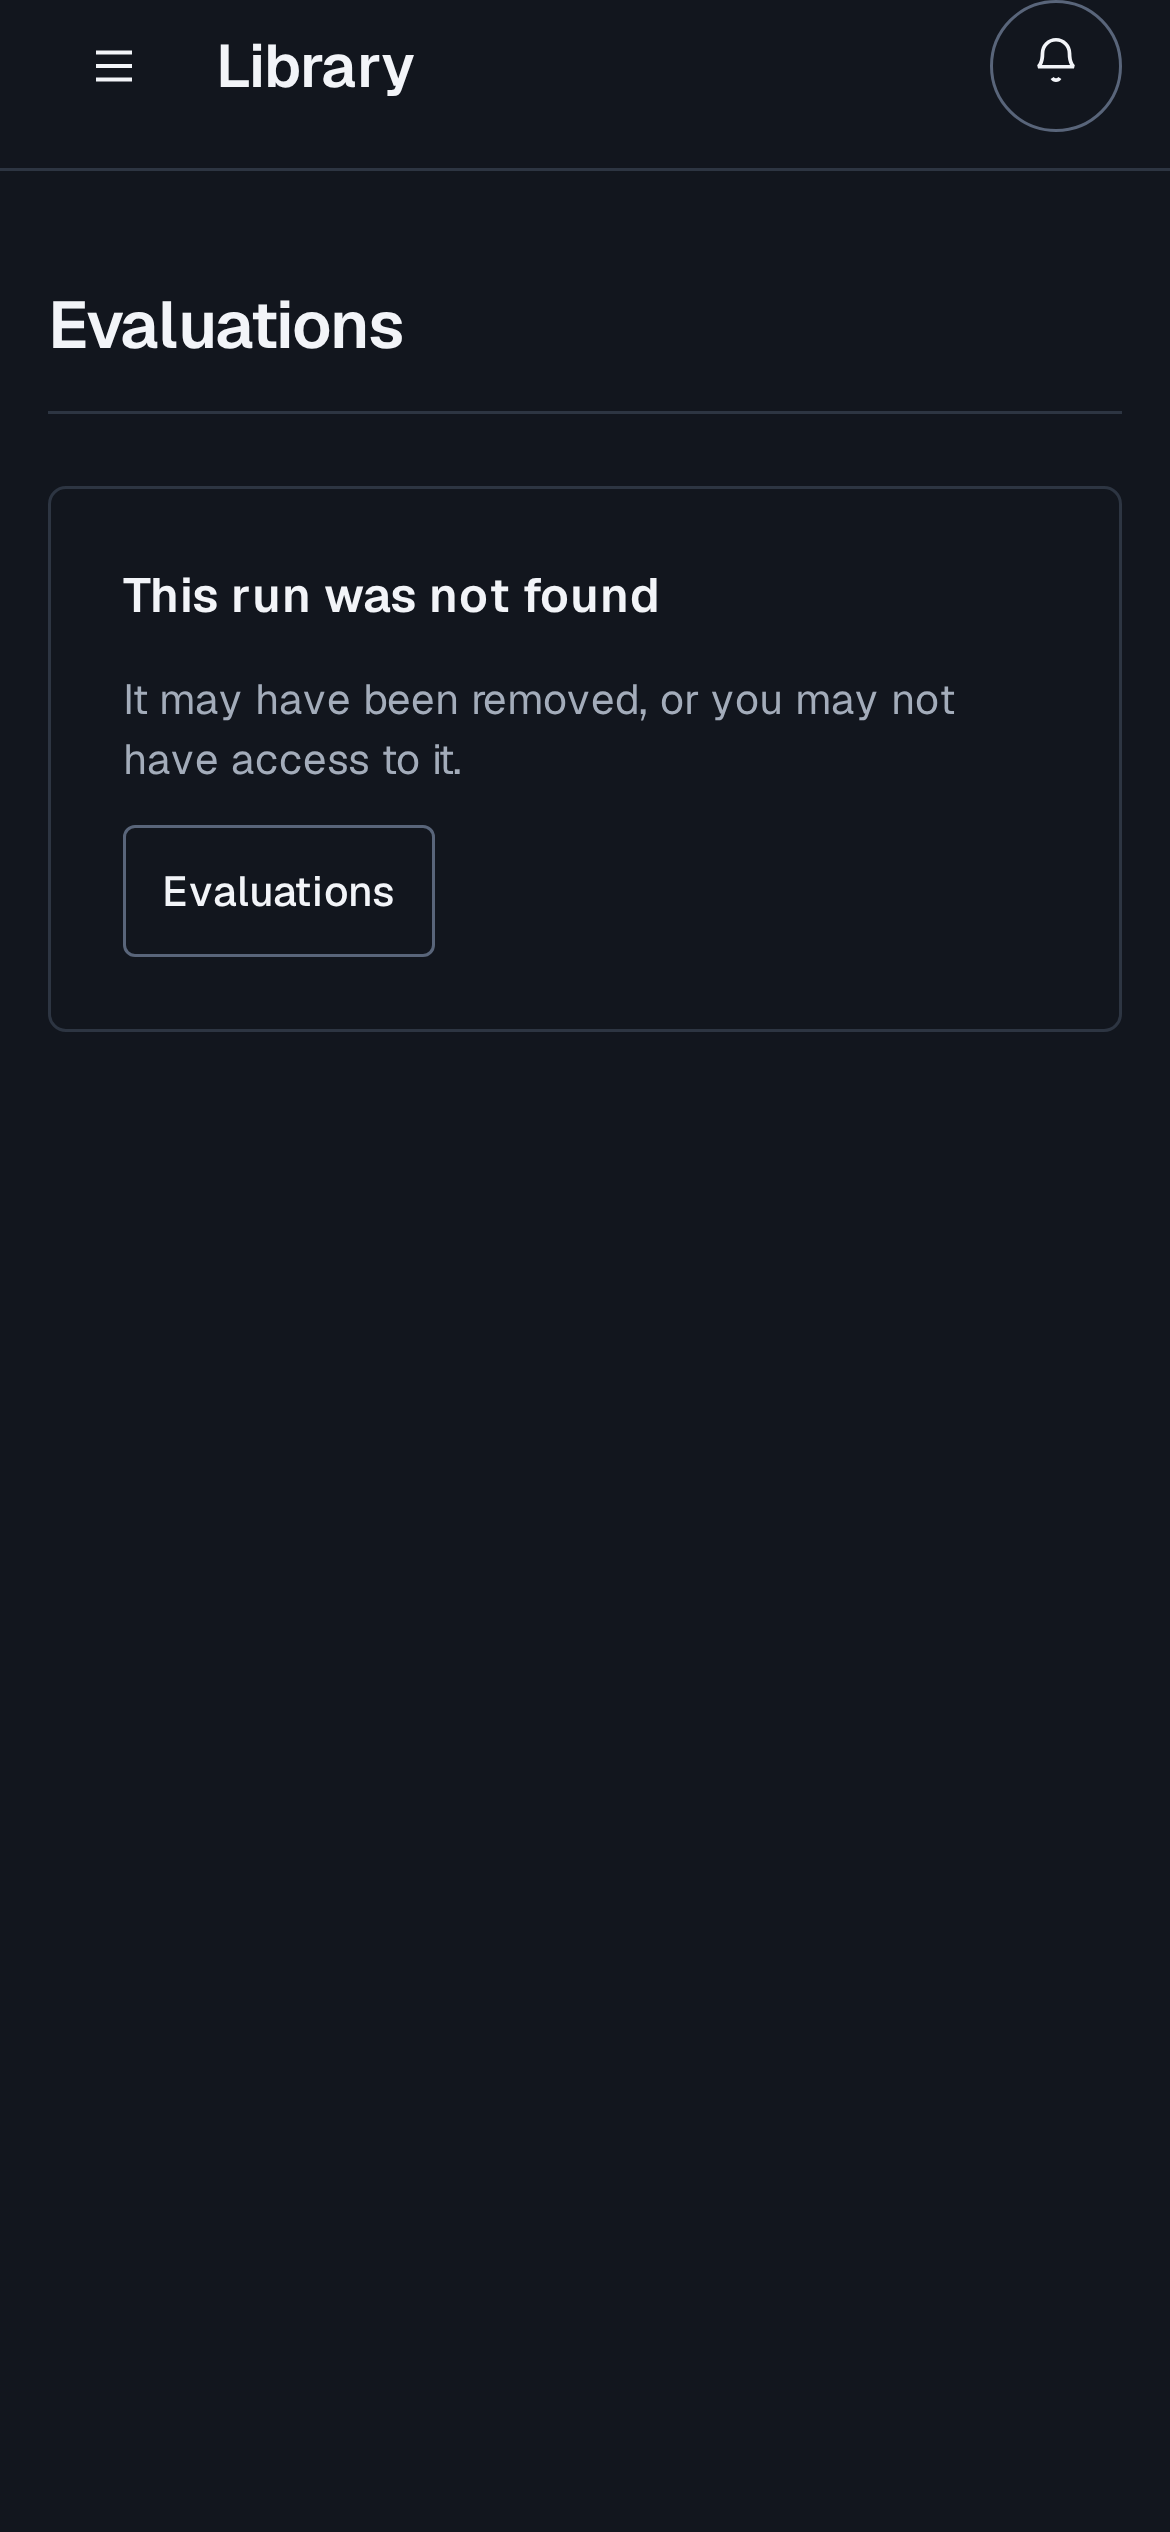 Library
Evaluations
This run was not found
It may have been removed, or you may not
have access to it.
Evaluations